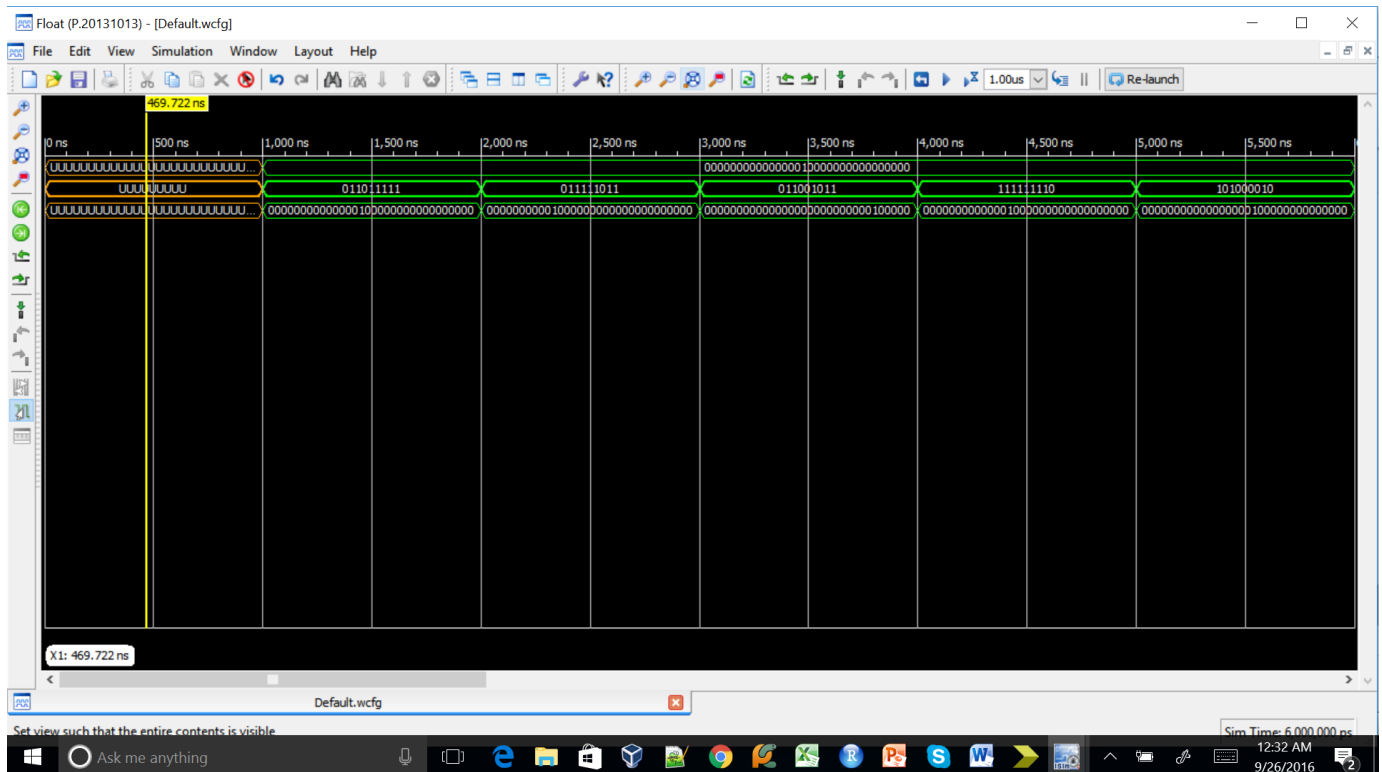 Float (P.20131013) - [Default.wcfg]
File Edit View Simulation Window Layout Help
1.00us Re-launch
469.722 ns
0 ns 500 ns 1,000 ns 1,500 ns 2,000 ns 2,500 ns 3,000 ns 3,500 ns 4,000 ns 4,500 ns 5,000 ns 5,500 ns
UUUUUUUUUUUUUUUUUUUUUUUUUUU... 00000000000000010000000000000000
UUUUUUUUU 011011111 011111011 011001011 111111110 101000010
UUUUUUUUUUUUUUUUUUUUUUUUUUU... 00000000000000010000000000000000 00000000001000000000000000000000 00000000000000000000000000100000 00000000000001000000000000000000 00000000000000000100000000000000
X1: 469.722 ns
Default.wcfg
Set view such that the entire contents is visible
Sim Time: 6,000,000 ps
Ask me anything
12:32 AM
9/26/2016
2